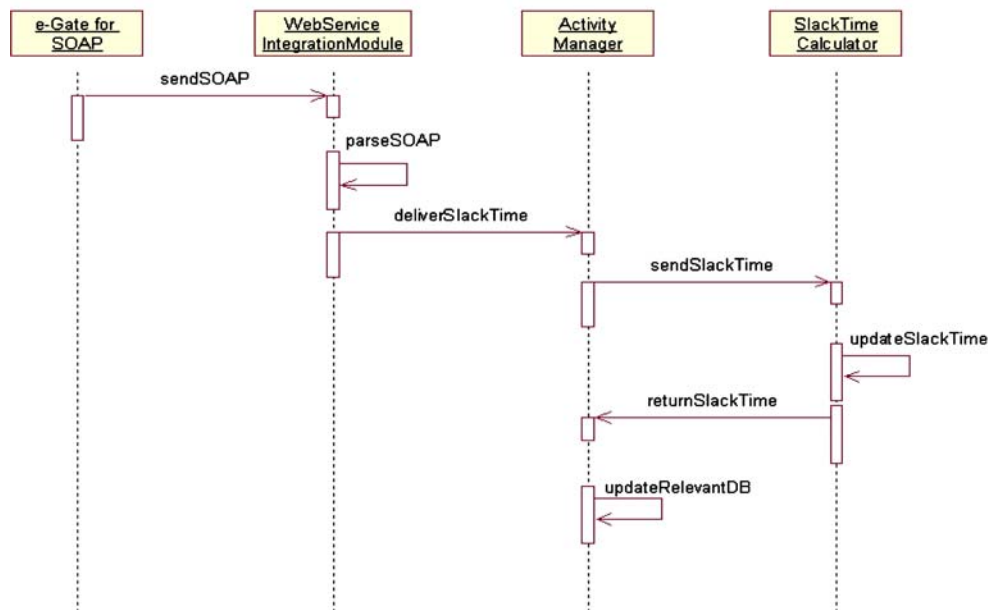 e-Gate for
SOAP
WebService
IntegrationModule
Activity
Manager
SlackTime
Calculator
sendSOAP
parseSOAP
deliverSlackTime
sendSlackTime
updateSlackTime
returnSlackTime
updateRelevantDB